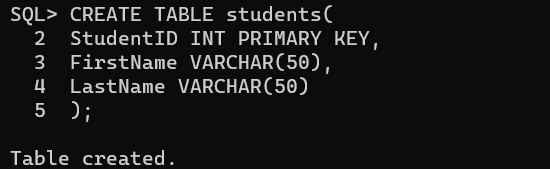 SQL> CREATE TABLE students(
  2  StudentID INT PRIMARY KEY,
  3  FirstName VARCHAR(50),
  4  LastName VARCHAR(50)
  5  );

Table created.